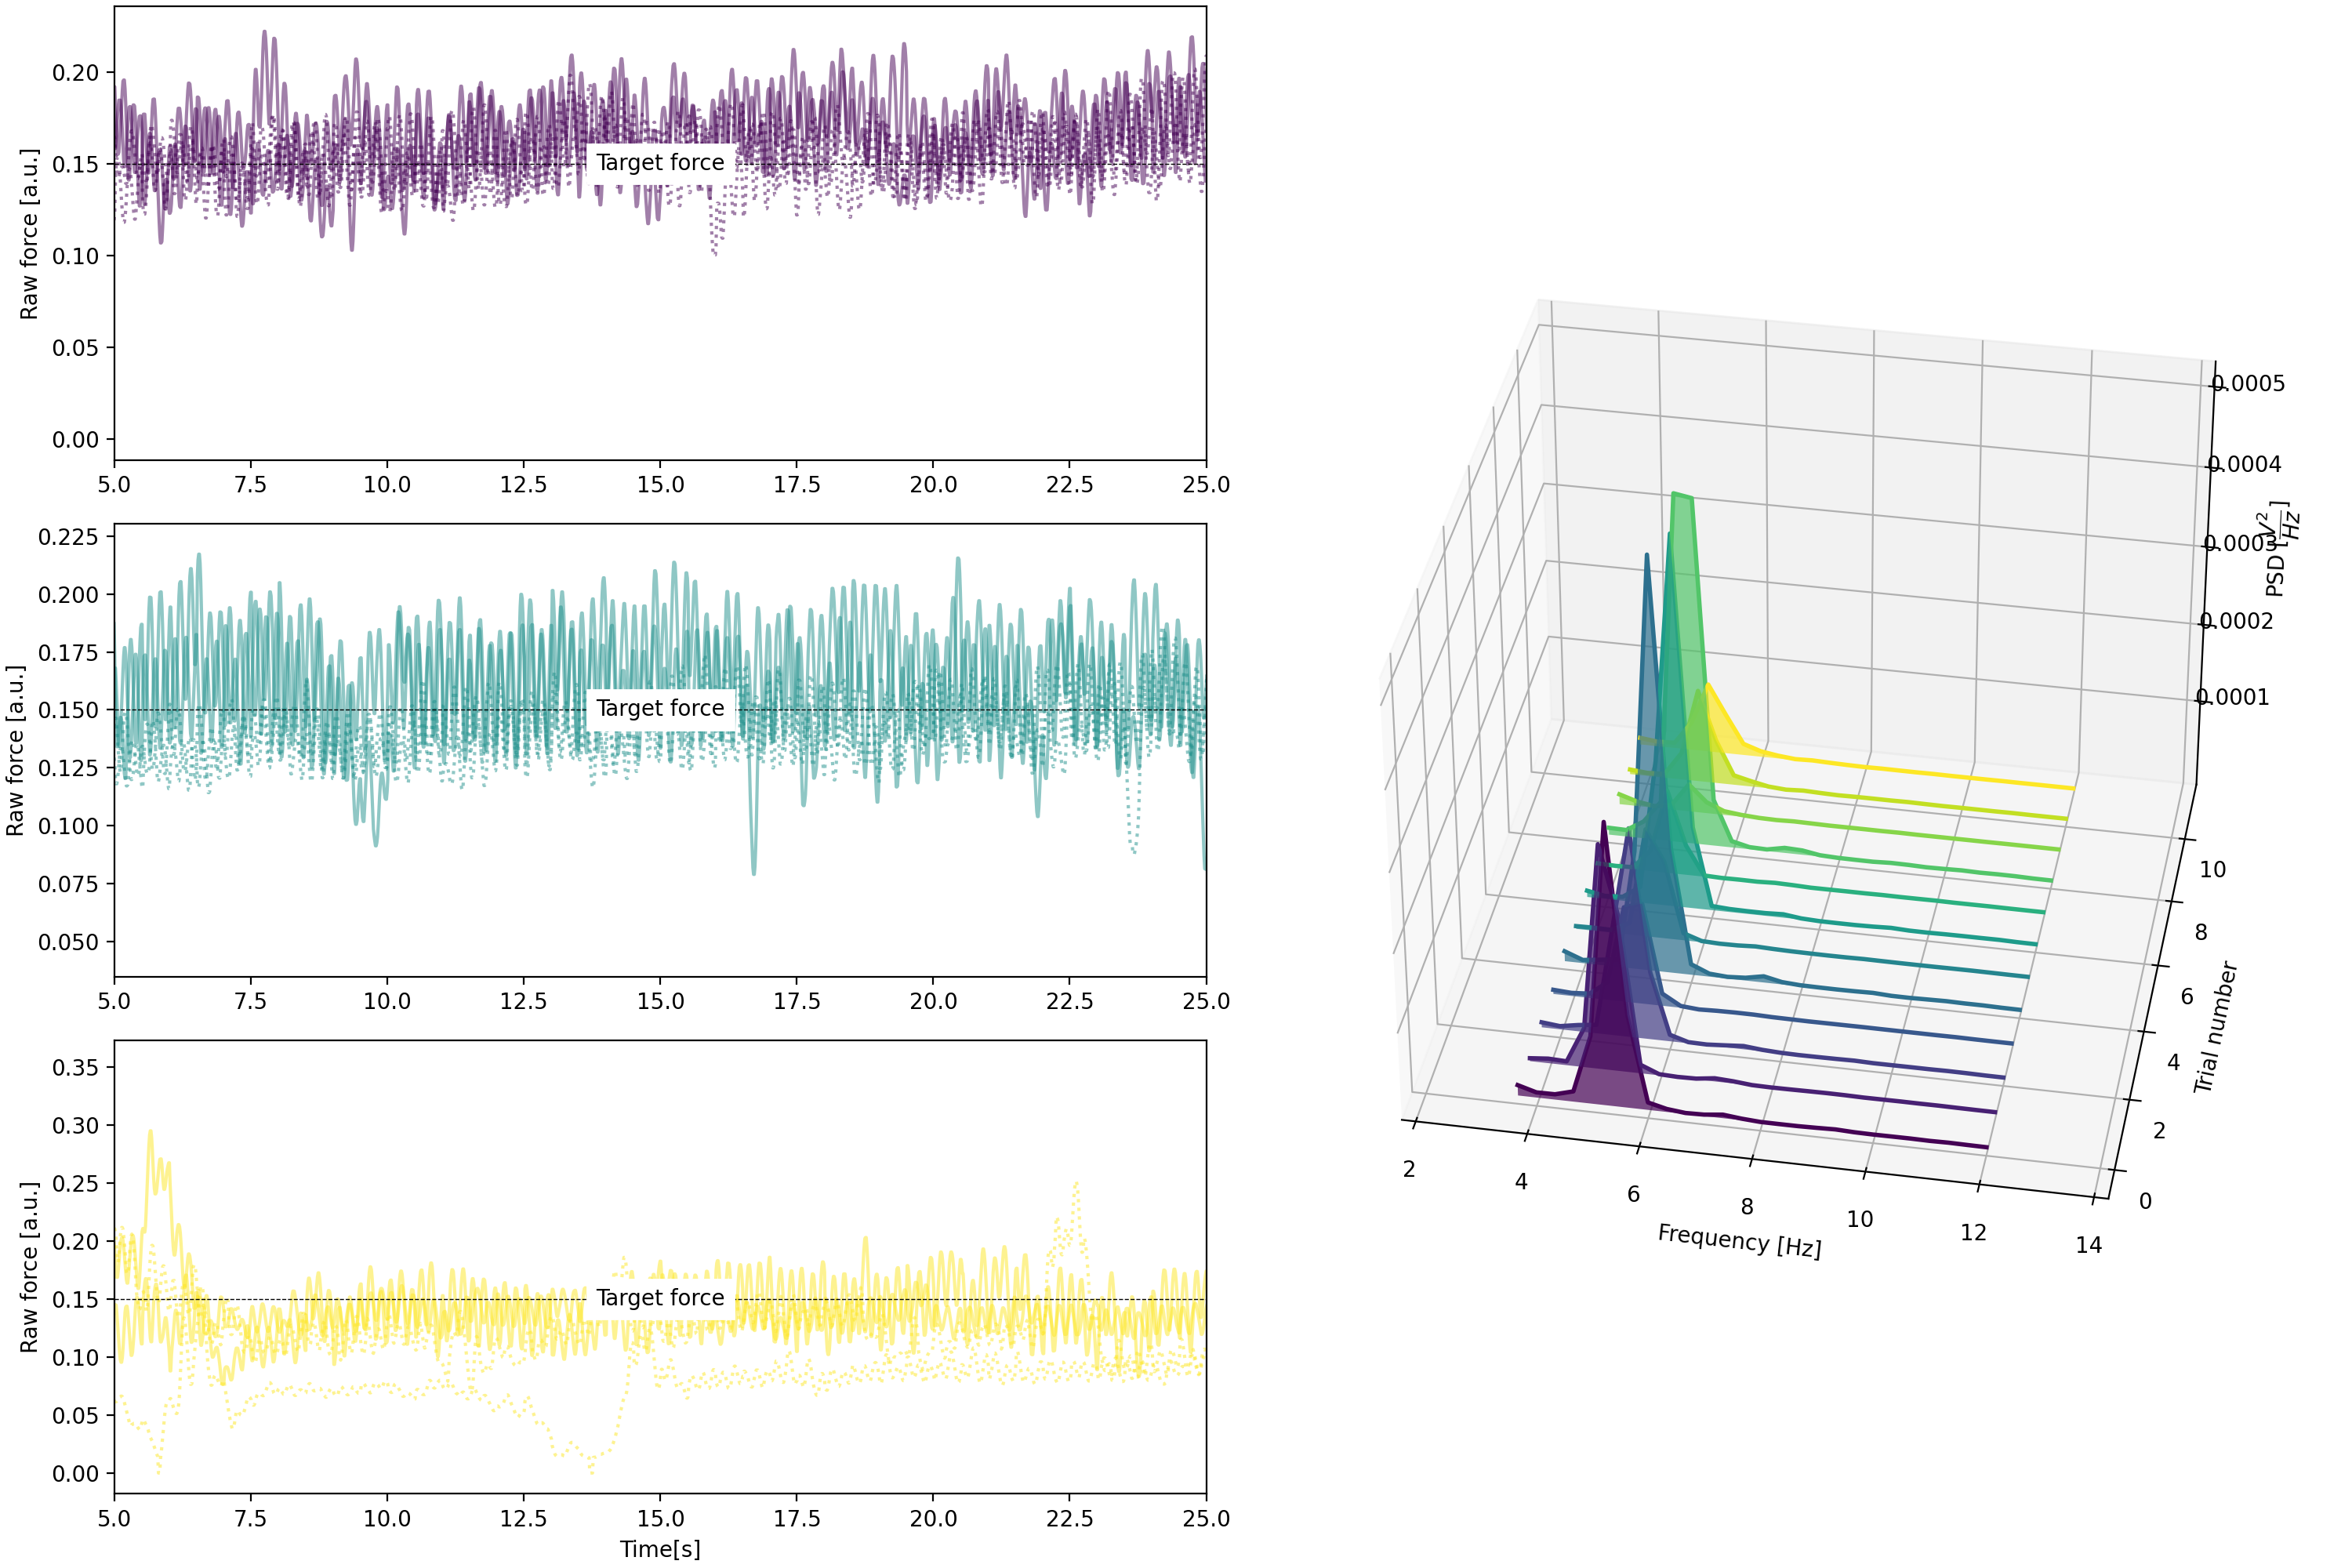 Raw force [a.u.]
0.20
0.15
0.10
0.05
0.00
Target force
5.0 7.5 10.0 12.5 15.0 17.5 20.0 22.5 25.0
Raw force [a.u.]
0.225
0.200
0.175
0.150
0.125
0.100
0.075
0.050
Target force
5.0 7.5 10.0 12.5 15.0 17.5 20.0 22.5 25.0
Raw force [a.u.]
0.35
0.30
0.25
0.20
0.15
0.10
0.05
0.00
Target force
5.0 7.5 10.0 12.5 15.0 17.5 20.0 22.5 25.0
Time[s]
0.0005
0.0004
0.0003
0.0002
0.0001
PSD [V²/Hz]
10
8
6
4
2
0
Trial number
2 4 6 8 10 12 14
Frequency [Hz]